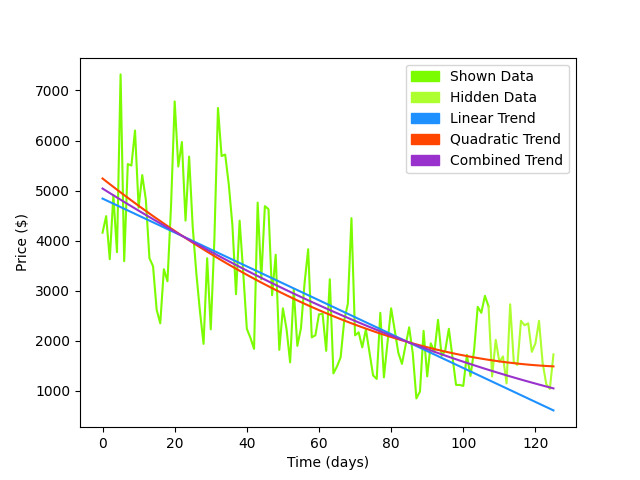 Shown Data
Hidden Data
Linear Trend
Quadratic Trend
Combined Trend
7000
6000
5000
4000
3000
2000
1000
Price ($)
0 20 40 60 80 100 120
Time (days)